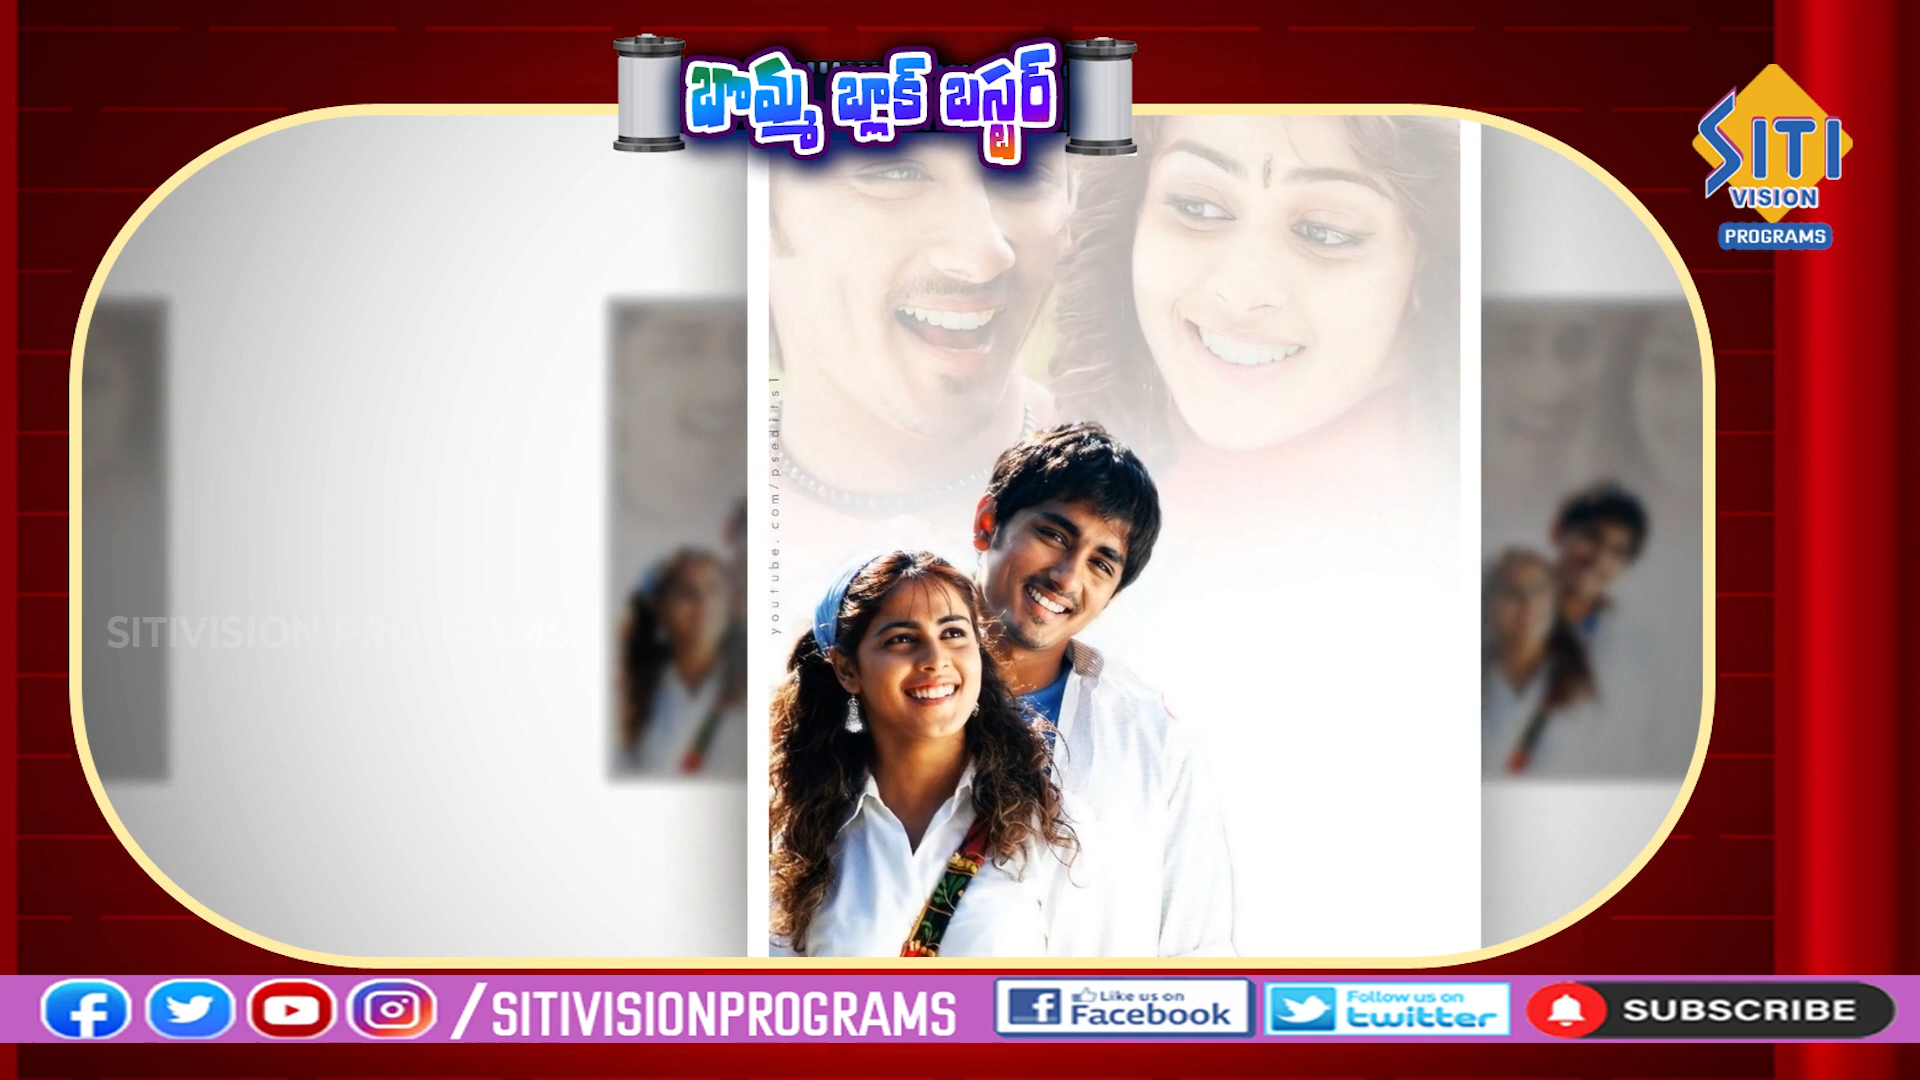 బొమ్మ బ్లాక్ బస్టర్
SITI
VISION
PROGRAMS
youtube.com/psedits1
SITIVISION PROGRAMS
/SITIVISIONPROGRAMS
Like us on
Facebook
Follow us on
twitter
SUBSCRIBE